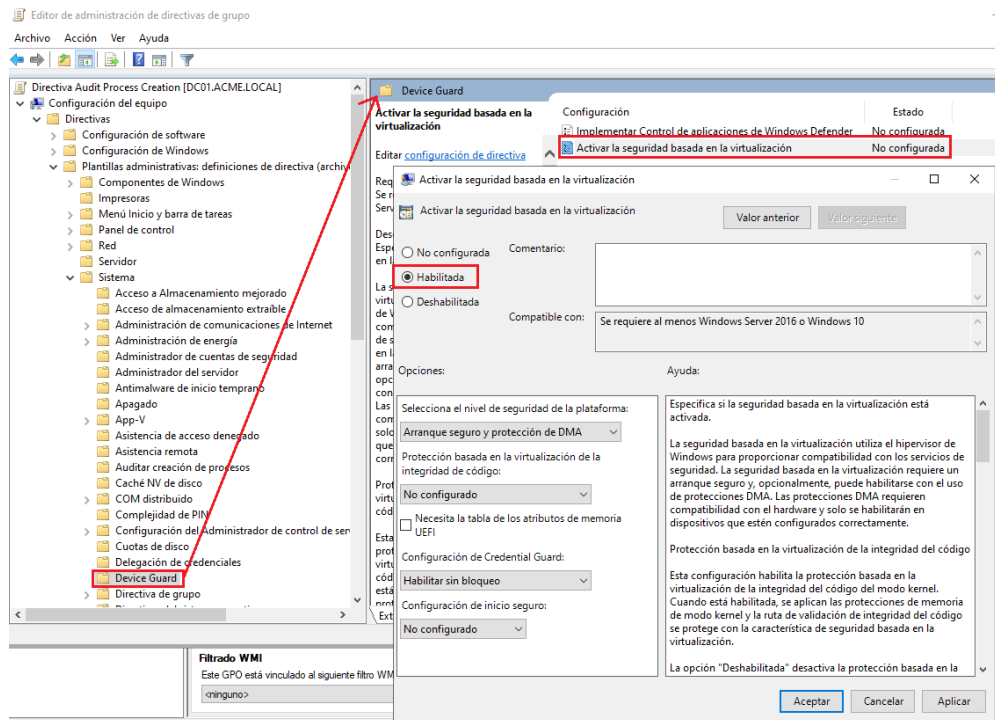 Editor de administración de directivas de grupo
Archivo Acción Ver Ayuda
Directiva Audit Process Creation [DC01.ACME.LOCAL]
Configuración del equipo
Directivas
Configuración de software
Configuración de Windows
Plantillas administrativas: definiciones de directiva (archiv
Componentes de Windows
Impresoras
Menú Inicio y barra de tareas
Panel de control
Red
Servidor
Sistema
Acceso a Almacenamiento mejorado
Acceso de almacenamiento extraíble
Administración de comunicaciones de Internet
Administración de energía
Administrador de cuentas de seguridad
Administrador del servidor
Antimalware de inicio temprano
Apagado
App-V
Asistencia de acceso denegado
Asistencia remota
Auditar creación de procesos
Caché NV de disco
COM distribuido
Complejidad de PIN
Configuración del Administrador de control de ser
Cuotas de disco
Delegación de credenciales
Device Guard
Directiva de grupo
Device Guard
Activar la seguridad basada en la
virtualización
Editar configuración de directiva
Configuración Estado
Implementar Control de aplicaciones de Windows Defender No configurada
Activar la seguridad basada en la virtualización No configurada
Activar la seguridad basada en la virtualización
Activar la seguridad basada en la virtualización
Valor anterior Valor siguiente
No configurada
Habilitada
Deshabilitada
Comentario:
Compatible con:
Se requiere al menos Windows Server 2016 o Windows 10
Opciones:
Ayuda:
Selecciona el nivel de seguridad de la plataforma:
Arranque seguro y protección de DMA
Protección basada en la virtualización de la
integridad de código:
No configurado
Necesita la tabla de los atributos de memoria
UEFI
Configuración de Credential Guard:
Habilitar sin bloqueo
Configuración de inicio seguro:
No configurado
Especifica si la seguridad basada en la virtualización está
activada.
La seguridad basada en la virtualización utiliza el hipervisor de
Windows para proporcionar compatibilidad con los servicios de
seguridad. La seguridad basada en la virtualización requiere un
arranque seguro y, opcionalmente, puede habilitarse con el uso
de protecciones DMA. Las protecciones DMA requieren
compatibilidad con el hardware y solo se habilitarán en
dispositivos que estén configurados correctamente.
Protección basada en la virtualización de la integridad del código
Esta configuración habilita la protección basada en la
virtualización de la integridad del código del modo kernel.
Cuando está habilitada, se aplican las protecciones de memoria
de modo kernel y la ruta de validación de integridad del código
se protege con la característica de seguridad basada en la
virtualización.
La opción "Deshabilitada" desactiva la protección basada en la
Aceptar Cancelar Aplicar
Filtrado WMI
Este GPO está vinculado al siguiente filtro WM
<ninguno>